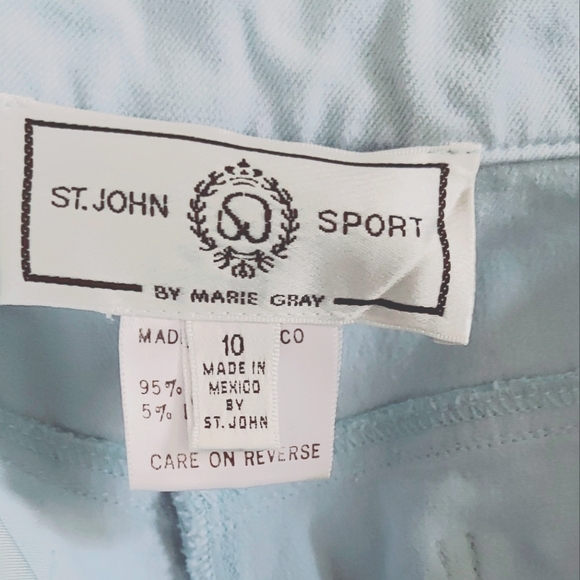 ST. JOHN SPORT
BY MARIE GRAY
MAD CO
10
MADE IN
MEXICO
BY
ST. JOHN
95%
5%
CARE ON REVERSE